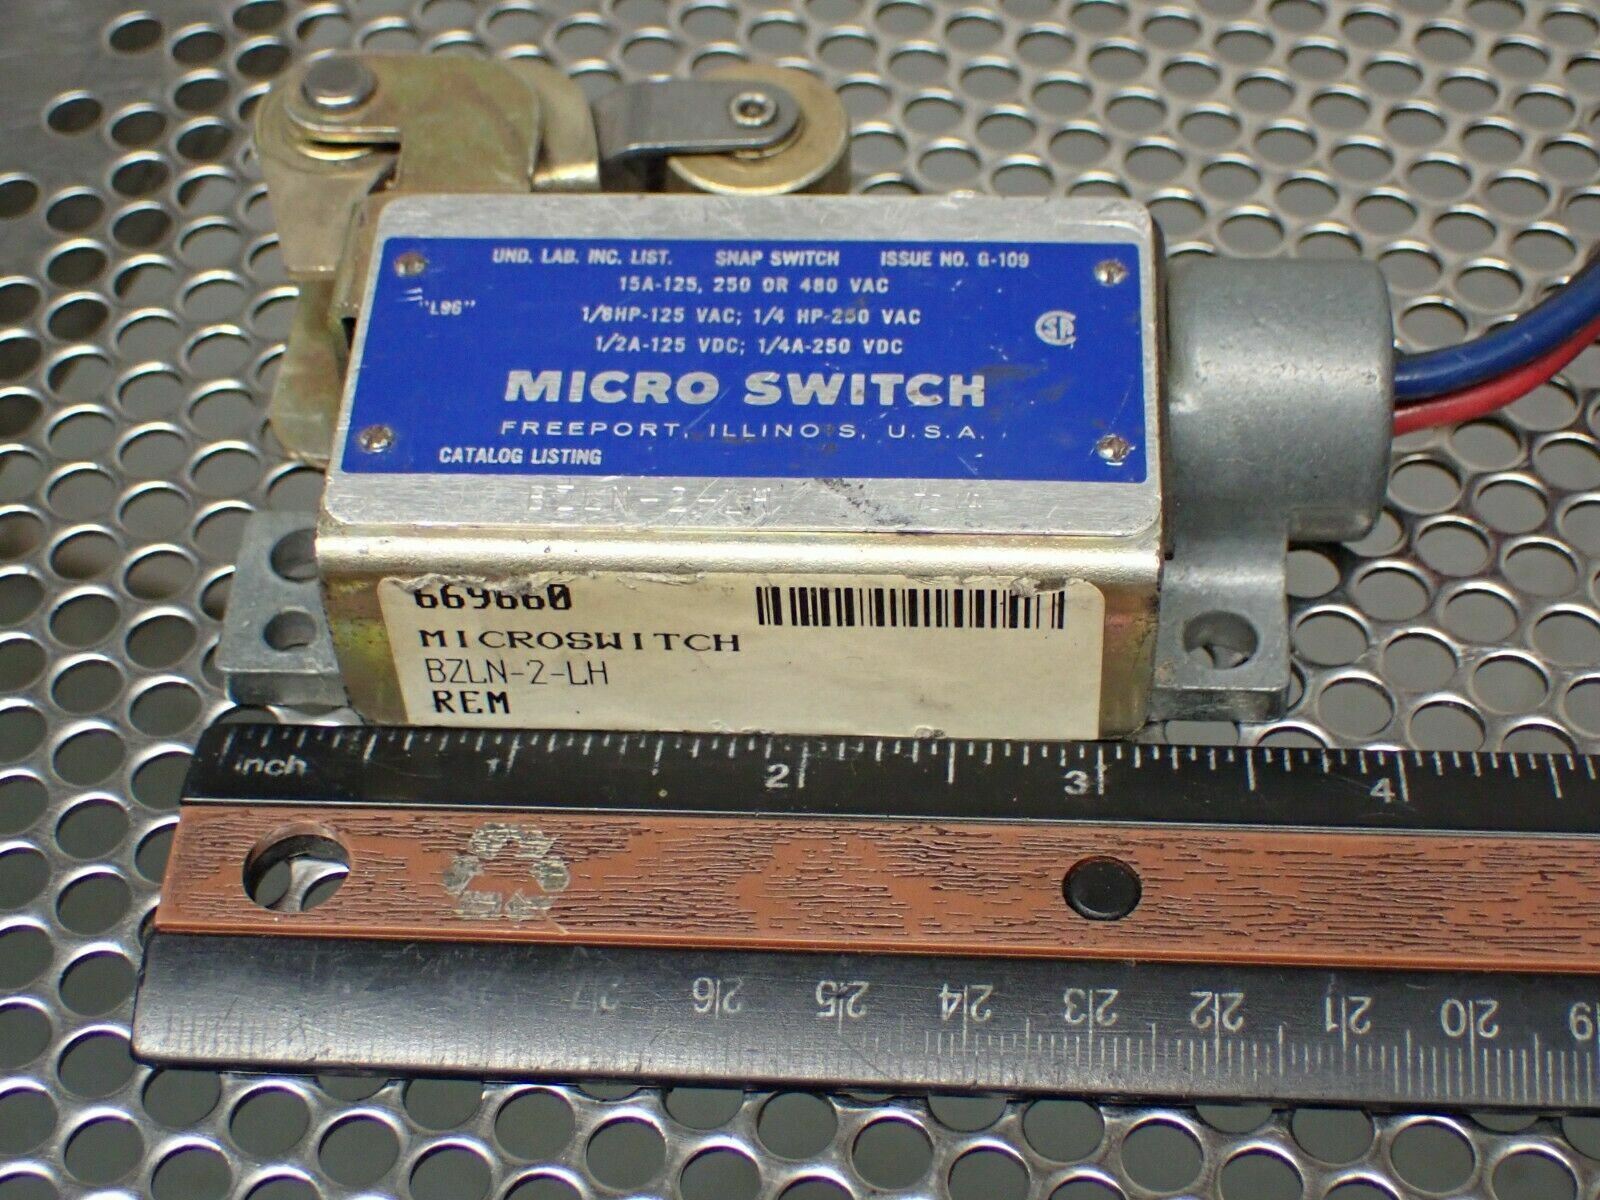 UND. LAB. INC. LIST. SNAP SWITCH ISSUE NO. G-109
15A-125, 250 OR 480 VAC
"L96"
1/8HP-125 VAC; 1/4 HP-250 VAC
1/2A-125 VDC; 1/4A-250 VDC
MICRO SWITCH
FREEPORT, ILLINOIS, U.S.A.
CATALOG LISTING
BZLN-2-LH
669660
MICROSWITCH
BZLN-2-LH
REM
inch 1 2 3 4
27 26 25 24 23 22 21 20 19